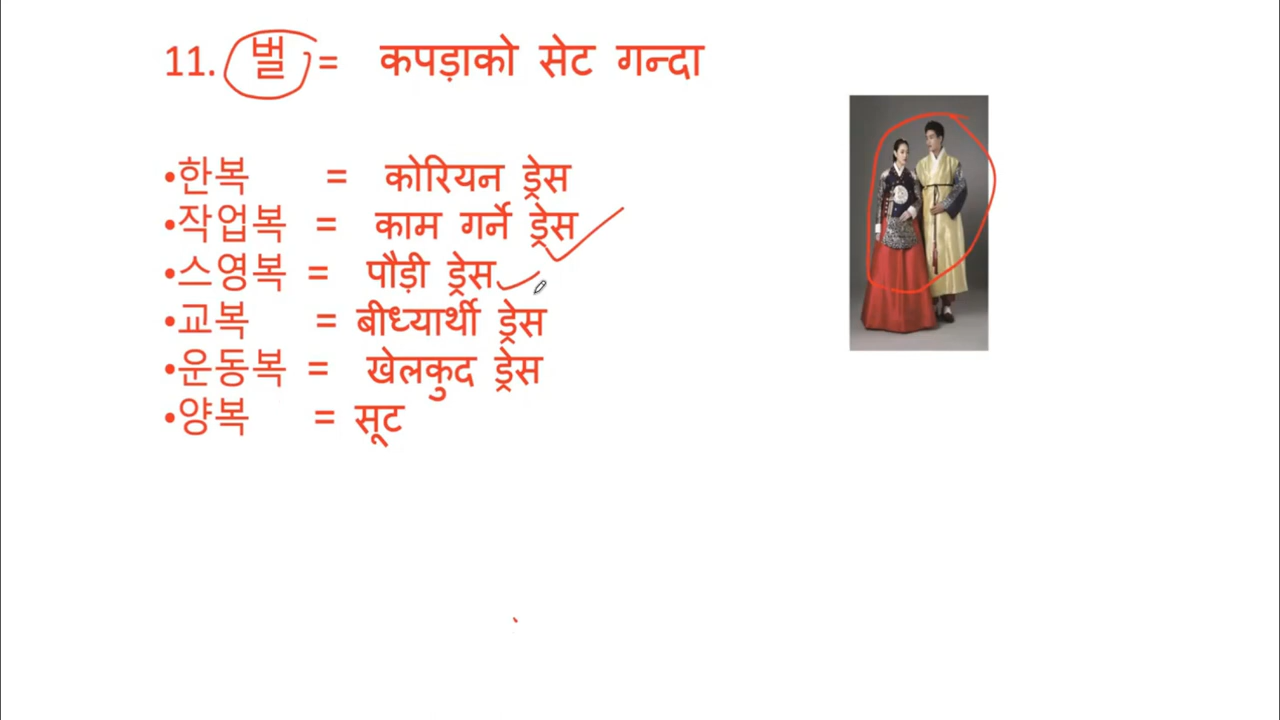 11. 벌 = कपड़ाको सेट गन्दा
•한복 = कोरियन ड्रेस
•작업복 = काम गर्ने ड्रेस
•스영복 = पौड़ी ड्रेस
•교복 = बीध्यार्थी ड्रेस
•운동복 = खेलकुद ड्रेस
•양복 = सूट